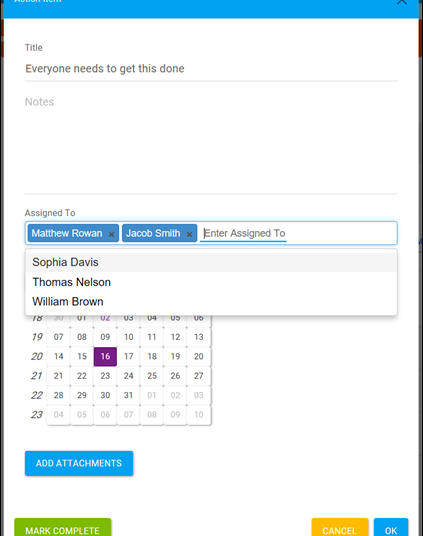 Action Item
Title
Everyone needs to get this done
Notes
Assigned To
Matthew Rowan × Jacob Smith × Enter Assigned To
Sophia Davis
Thomas Nelson
William Brown
18 30 01 02 03 04 05 06
19 07 08 09 10 11 12 13
20 14 15 16 17 18 19 20
21 21 22 23 24 25 26 27
22 28 29 30 31 01 02 03
23 04 05 06 07 08 09 10
ADD ATTACHMENTS
MARK COMPLETE CANCEL OK